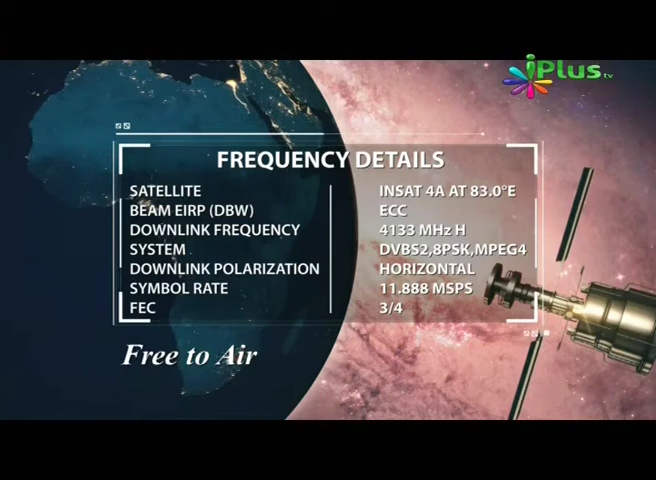 iPlus tv
FREQUENCY DETAILS
SATELLITE INSAT 4A AT 83.0°E
BEAM EIRP (DBW) ECC
DOWNLINK FREQUENCY 4133 MHz H
SYSTEM DVBS2,8PSK,MPEG4
DOWNLINK POLARIZATION HORIZONTAL
SYMBOL RATE 11.888 MSPS
FEC 3/4
Free to Air